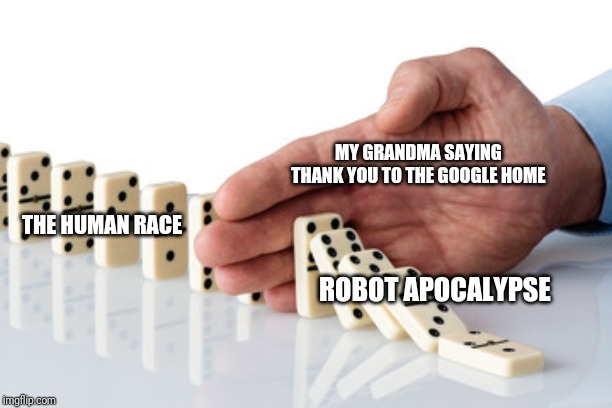 MY GRANDMA SAYING
THANK YOU TO THE GOOGLE HOME
THE HUMAN RACE
ROBOT APOCALYPSE
imgflip.com